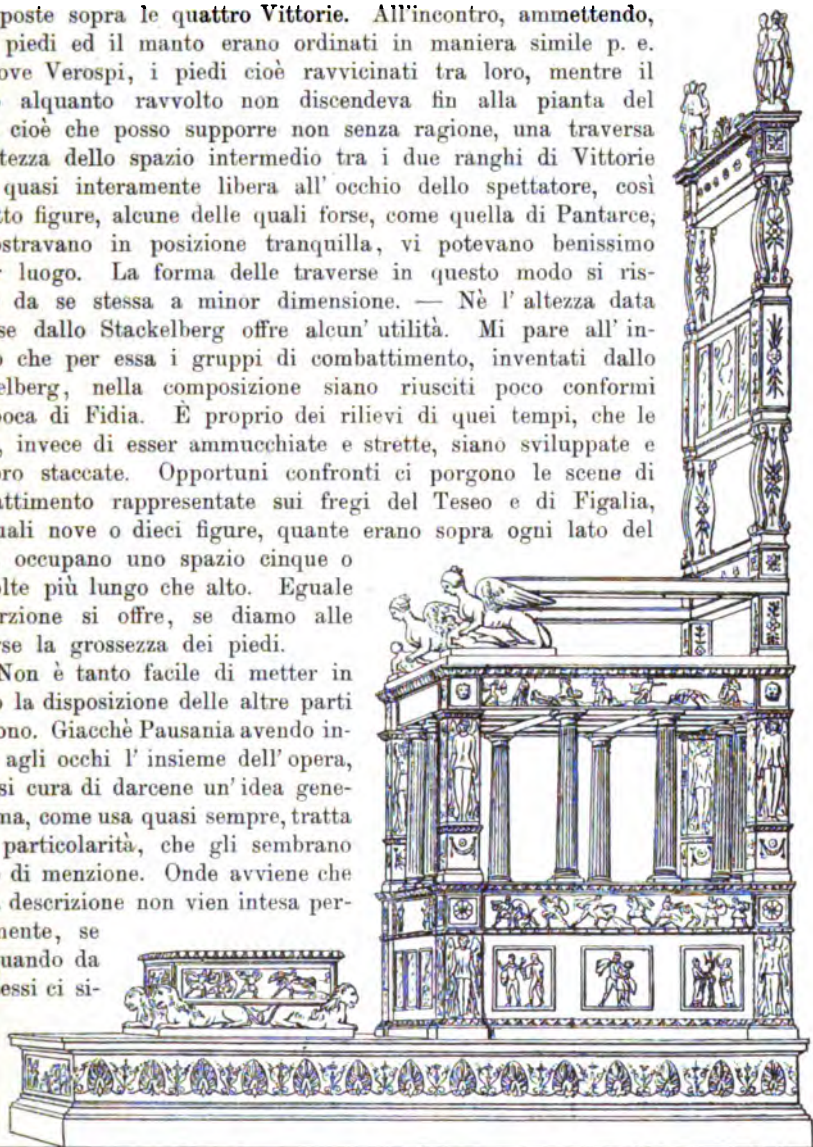 poste sopra le quattro Vittorie. All'incontro, ammettendo,
piedi ed il manto erano ordinati in maniera simile p. e.
ove Verospi, i piedi cioè ravvicinati tra loro, mentre il
alquanto ravvolto non discendeva fin alla pianta del
cioè che posso supporre non senza ragione, una traversa
tezza dello spazio intermedio tra i due ranghi di Vittorie
quasi interamente libera all' occhio dello spettatore, così
tto figure, alcune delle quali forse, come quella di Pantarce,
ostravano in posizione tranquilla, vi potevano benissimo
luogo. La forma delle traverse in questo modo si ris-
da se stessa a minor dimensione. — Nè l' altezza data
se dallo Stackelberg offre alcun' utilità. Mi pare all' in-
o che per essa i gruppi di combattimento, inventati dallo
elberg, nella composizione siano riusciti poco conformi
poca di Fidia. È proprio dei rilievi di quei tempi, che le
, invece di esser ammucchiate e strette, siano sviluppate e
oro staccate. Opportuni confronti ci porgono le scene di
attimento rappresentate sui fregi del Teseo e di Figalia,
uali nove o dieci figure, quante erano sopra ogni lato del
occupano uno spazio cinque o
olte più lungo che alto. Eguale
orzione si offre, se diamo alle
rse la grossezza dei piedi.
Non è tanto facile di metter in
o la disposizione delle altre parti
ono. Giacchè Pausania avendo in-
agli occhi l' insieme dell' opera,
si cura di darcene un' idea gene-
ma, come usa quasi sempre, tratta
particolarità, che gli sembrano
di menzione. Onde avviene che
descrizione non vien intesa per-
mente, se
quando da
essi ci si-